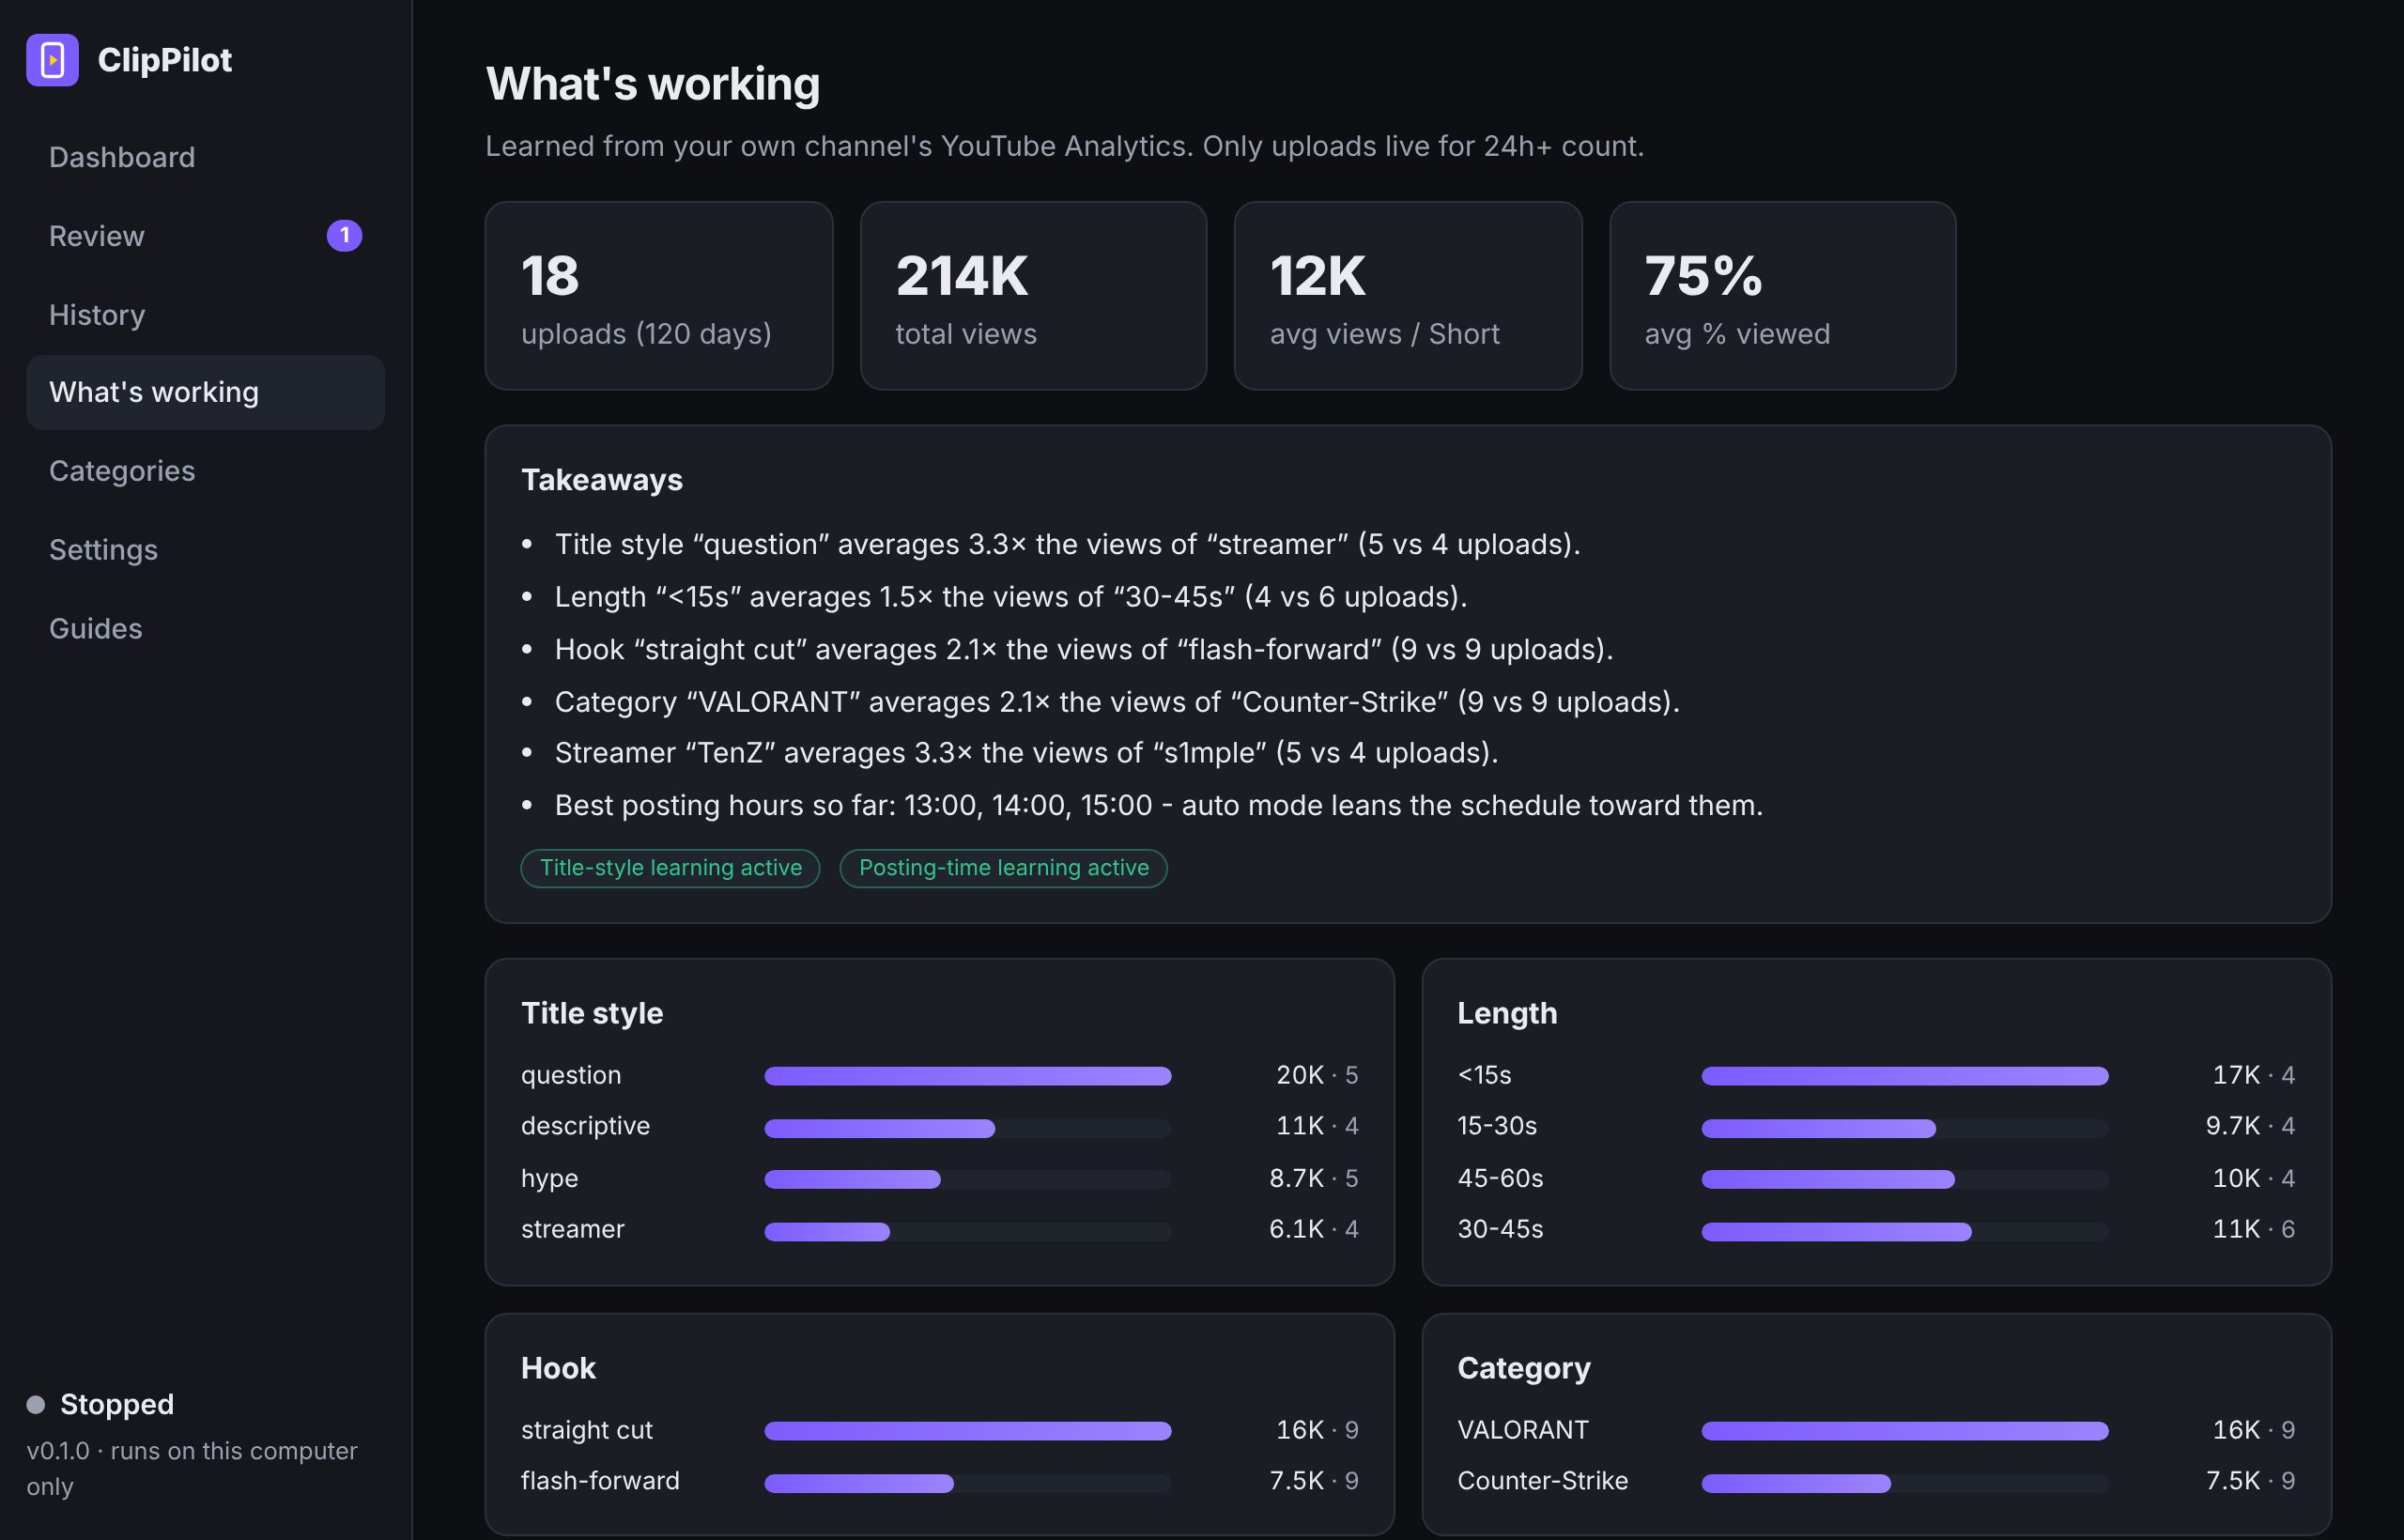 ClipPilot
Dashboard
Review 1
History
What's working
Categories
Settings
Guides
Stopped
v0.1.0 · runs on this computer
only
What's working
Learned from your own channel's YouTube Analytics. Only uploads live for 24h+ count.
18
uploads (120 days)
214K
total views
12K
avg views / Short
75%
avg % viewed
Takeaways
• Title style “question” averages 3.3× the views of “streamer” (5 vs 4 uploads).
• Length “<15s” averages 1.5× the views of “30-45s” (4 vs 6 uploads).
• Hook “straight cut” averages 2.1× the views of “flash-forward” (9 vs 9 uploads).
• Category “VALORANT” averages 2.1× the views of “Counter-Strike” (9 vs 9 uploads).
• Streamer “TenZ” averages 3.3× the views of “s1mple” (5 vs 4 uploads).
• Best posting hours so far: 13:00, 14:00, 15:00 - auto mode leans the schedule toward them.
Title-style learning active
Posting-time learning active
Title style
question 20K · 5
descriptive 11K · 4
hype 8.7K · 5
streamer 6.1K · 4
Length
<15s 17K · 4
15-30s 9.7K · 4
45-60s 10K · 4
30-45s 11K · 6
Hook
straight cut 16K · 9
flash-forward 7.5K · 9
Category
VALORANT 16K · 9
Counter-Strike 7.5K · 9